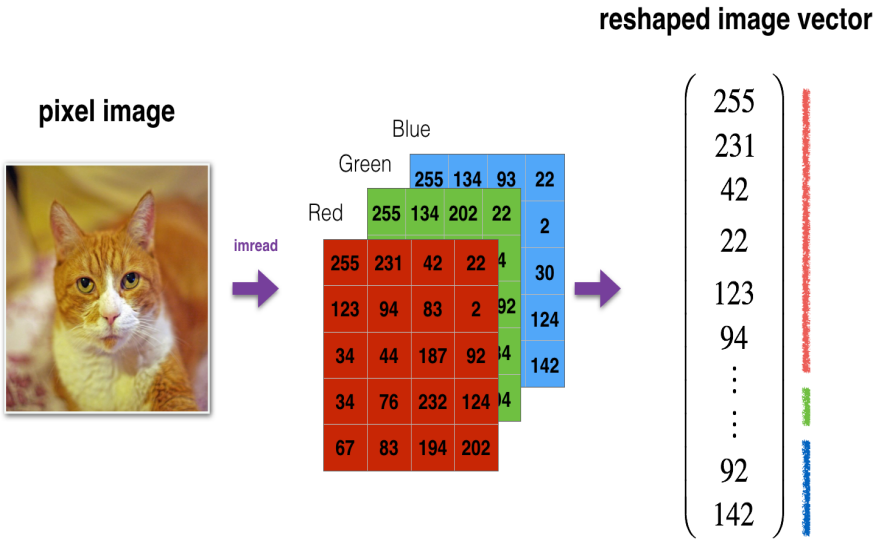 reshaped image vector
pixel image
Blue
Green
Red
imread
255 134 93 22
2
30
124
142
255 134 202 22
255 231 42 22
123 94 83 2
34 44 187 92
34 76 232 124
67 83 194 202
255
231
42
22
123
94
92
142